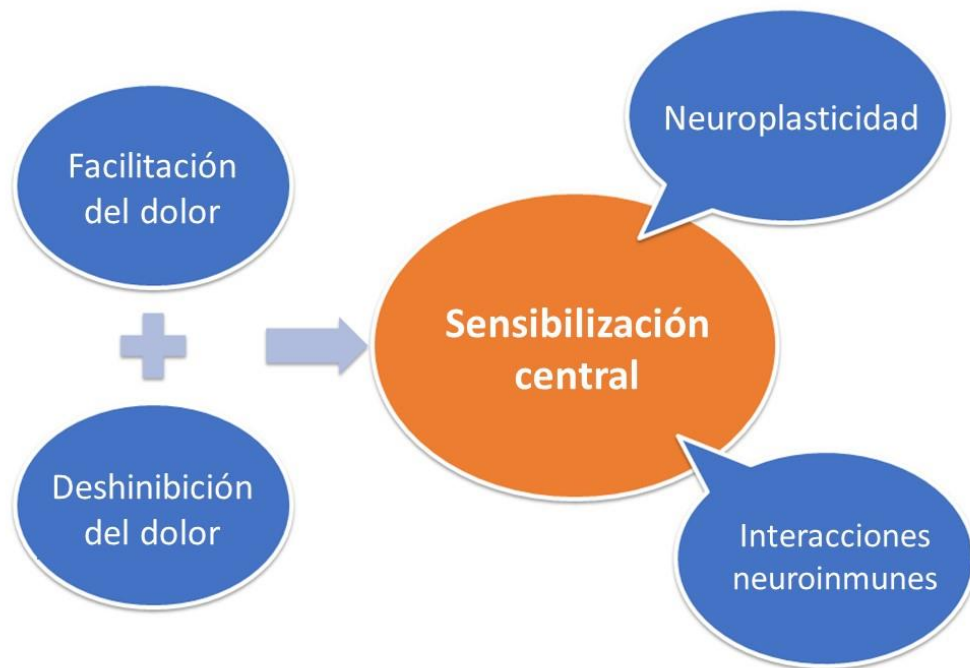 Facilitación
del dolor
Deshinibición
del dolor
Sensibilización
central
Neuroplasticidad
Interacciones
neuroinmunes